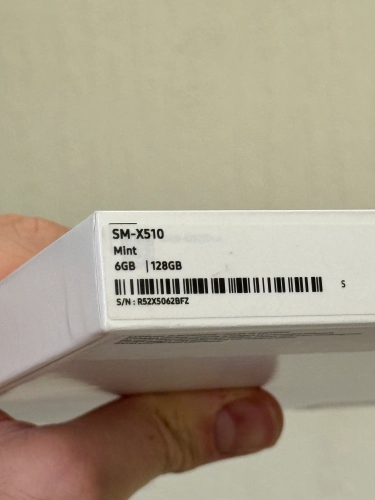 SM-X510
Mint
6GB | 128GB
S
S/N : R52X5062BFZ